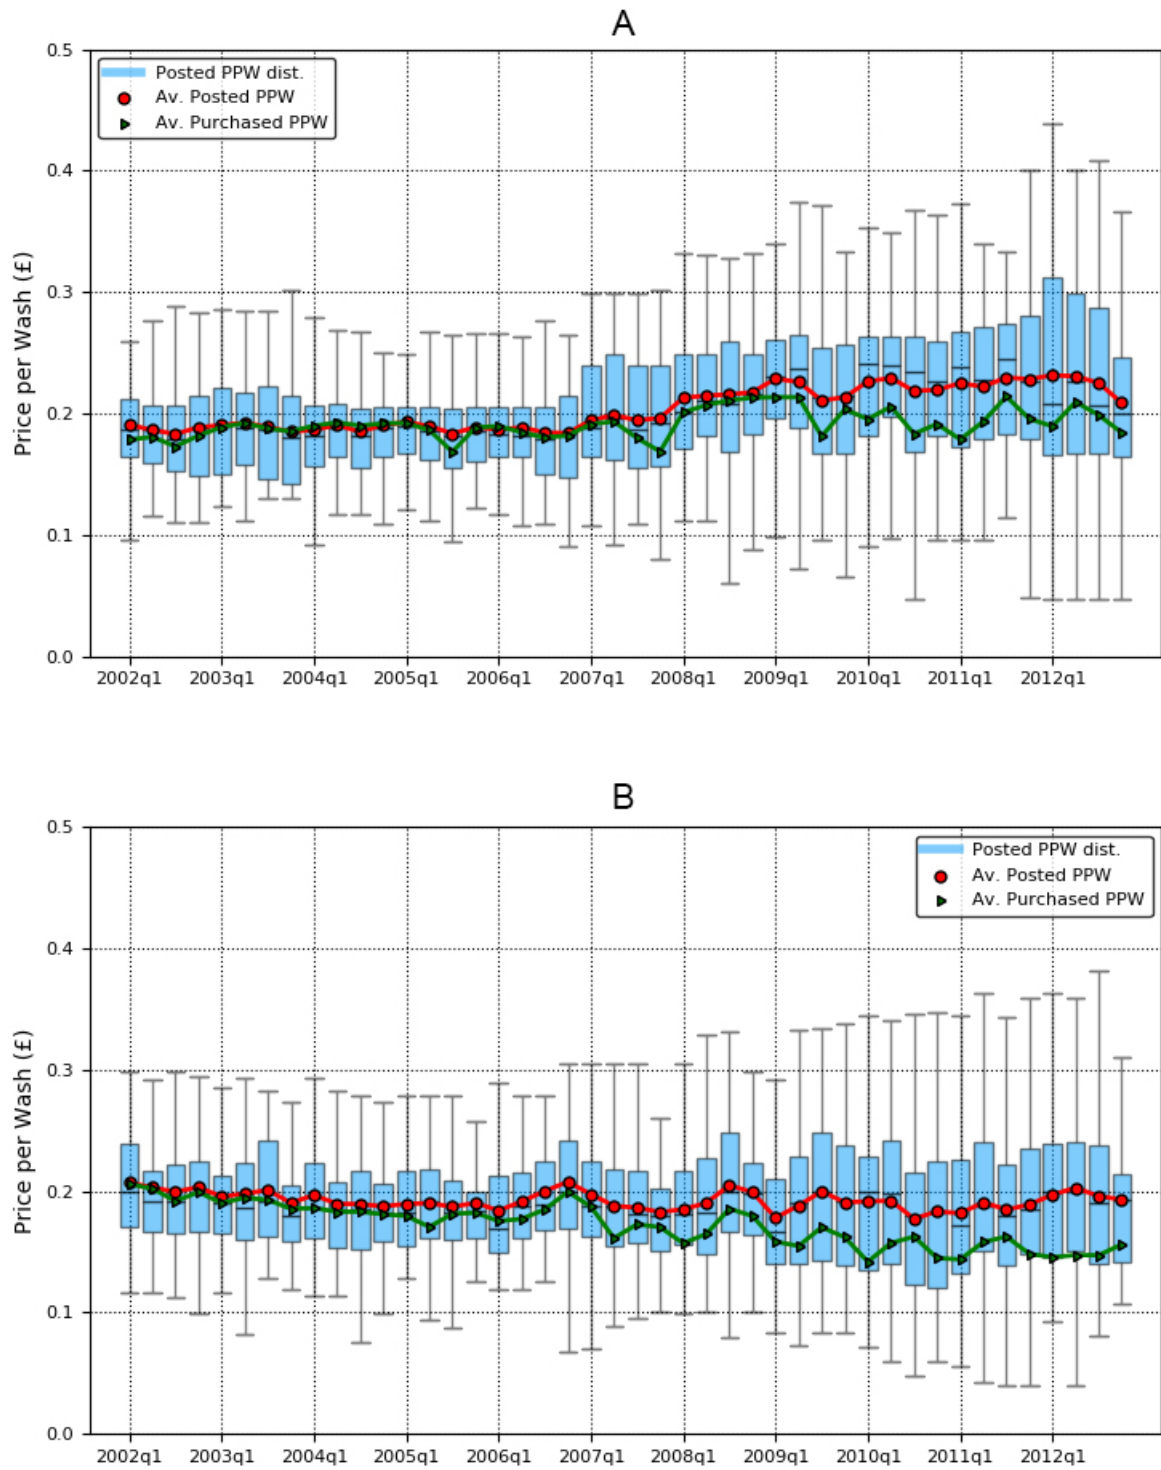 A
0.5
Posted PPW dist.
Av. Posted PPW
Av. Purchased PPW
0.4
0.3
0.2
0.1
0.0
Price per Wash (£)
2002q1 2003q1 2004q1 2005q1 2006q1 2007q1 2008q1 2009q1 2010q1 2011q1 2012q1
B
0.5
Posted PPW dist.
Av. Posted PPW
Av. Purchased PPW
0.4
0.3
0.2
0.1
0.0
Price per Wash (£)
2002q1 2003q1 2004q1 2005q1 2006q1 2007q1 2008q1 2009q1 2010q1 2011q1 2012q1